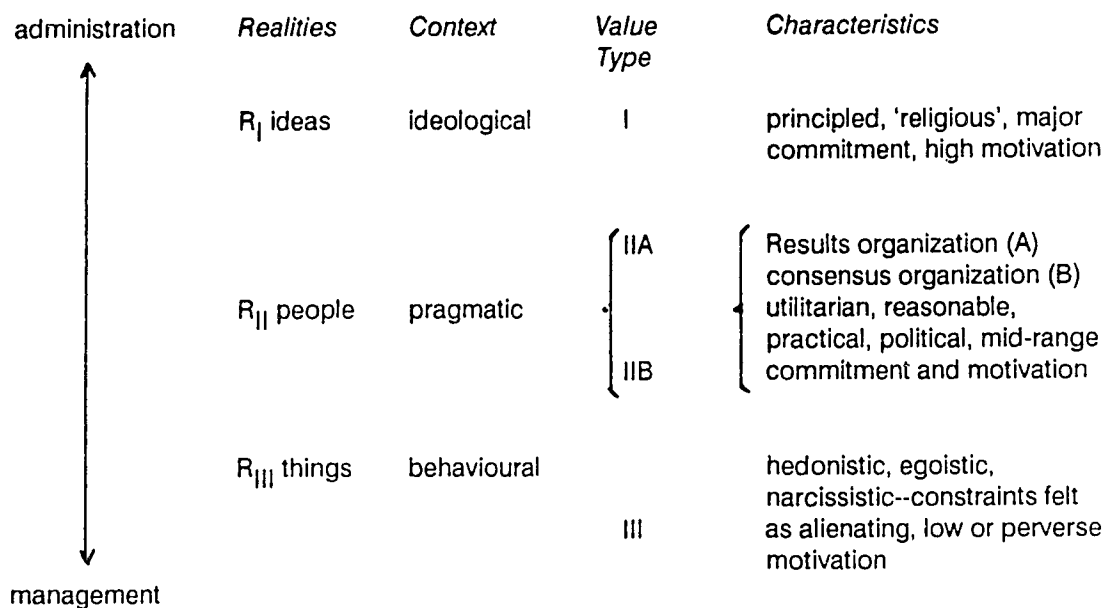 administration Realities Context Value Type Characteristics
R_I ideas ideological I principled, 'religious', major
commitment, high motivation
IIA Results organization (A)
consensus organization (B)
R_II people pragmatic utilitarian, reasonable,
practical, political, mid-range
IIB commitment and motivation
R_III things behavioural hedonistic, egoistic,
narcissistic--constraints felt
III as alienating, low or perverse
motivation
management